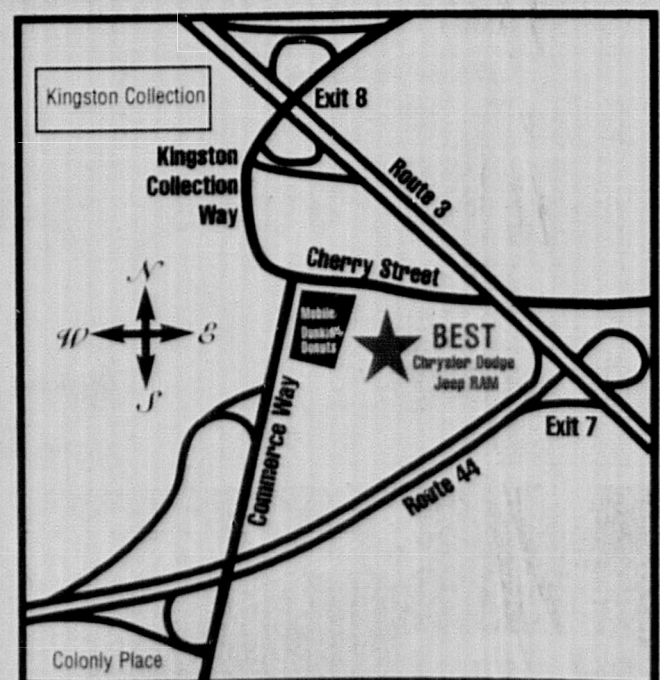 Kingston Collection
Exit 8
Kingston
Collection
Way
Route 3
Cherry Street
N
W
E
S
Mobile
Dunkin'
Donuts
BEST
Chrysler Dodge
Jeep RAM
Commerce Way
Exit 7
Route 44
Colonly Place